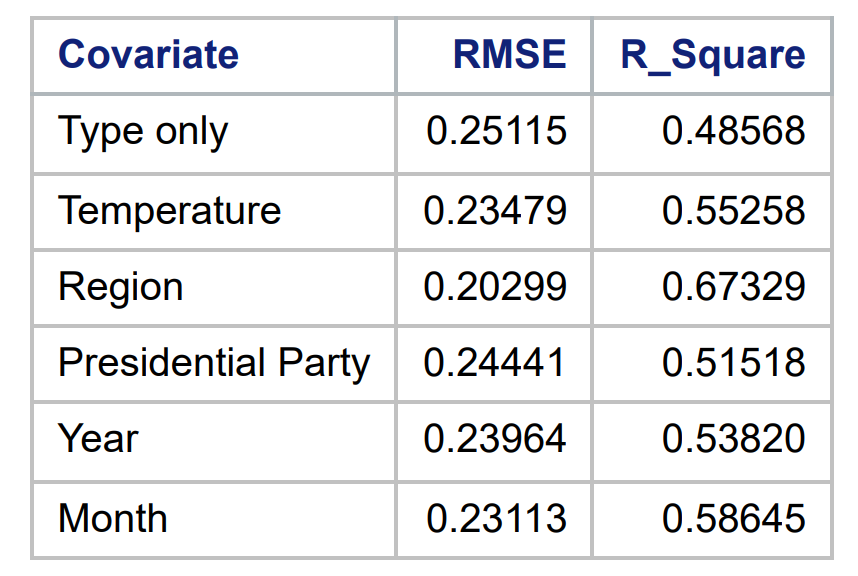 Covariate RMSE R_Square
Type only 0.25115 0.48568
Temperature 0.23479 0.55258
Region 0.20299 0.67329
Presidential Party 0.24441 0.51518
Year 0.23964 0.53820
Month 0.23113 0.58645